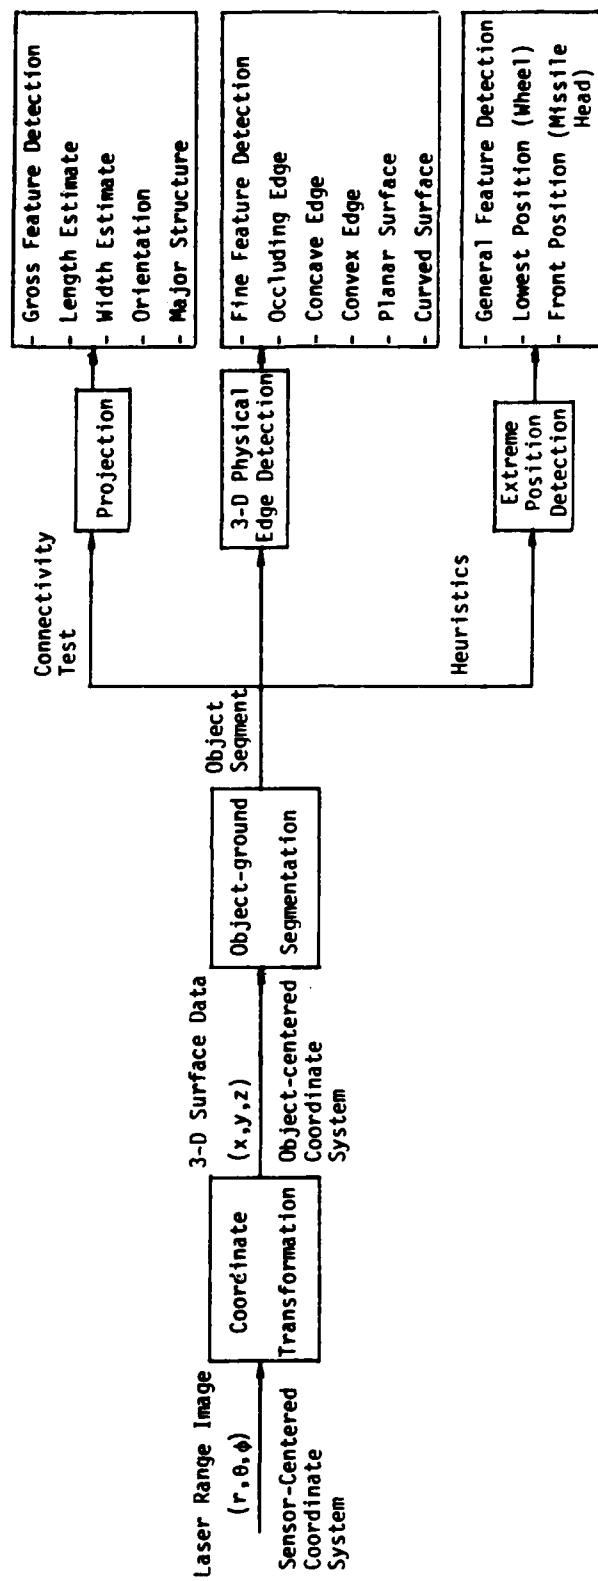 Laser Range Image
(r,θ,ϕ)
Sensor-Centered
Coordinate
System
Coordinate
Transformation
3-D Surface Data
(x,y,z)
Object-centered
Coordinate
System
Object-ground
Segmentation
Object
Segment
Connectivity
Test
Projection
- Gross Feature Detection
- Length Estimate
- Width Estimate
- Orientation
- Major Structure
3-D Physical
Edge Detection
- Fine Feature Detection
- Occluding Edge
- Concave Edge
- Convex Edge
- Planar Surface
- Curved Surface
Heuristics
Extreme
Position
Detection
- General Feature Detection
- Lowest Position (Wheel)
- Front Position (Missile
Head)